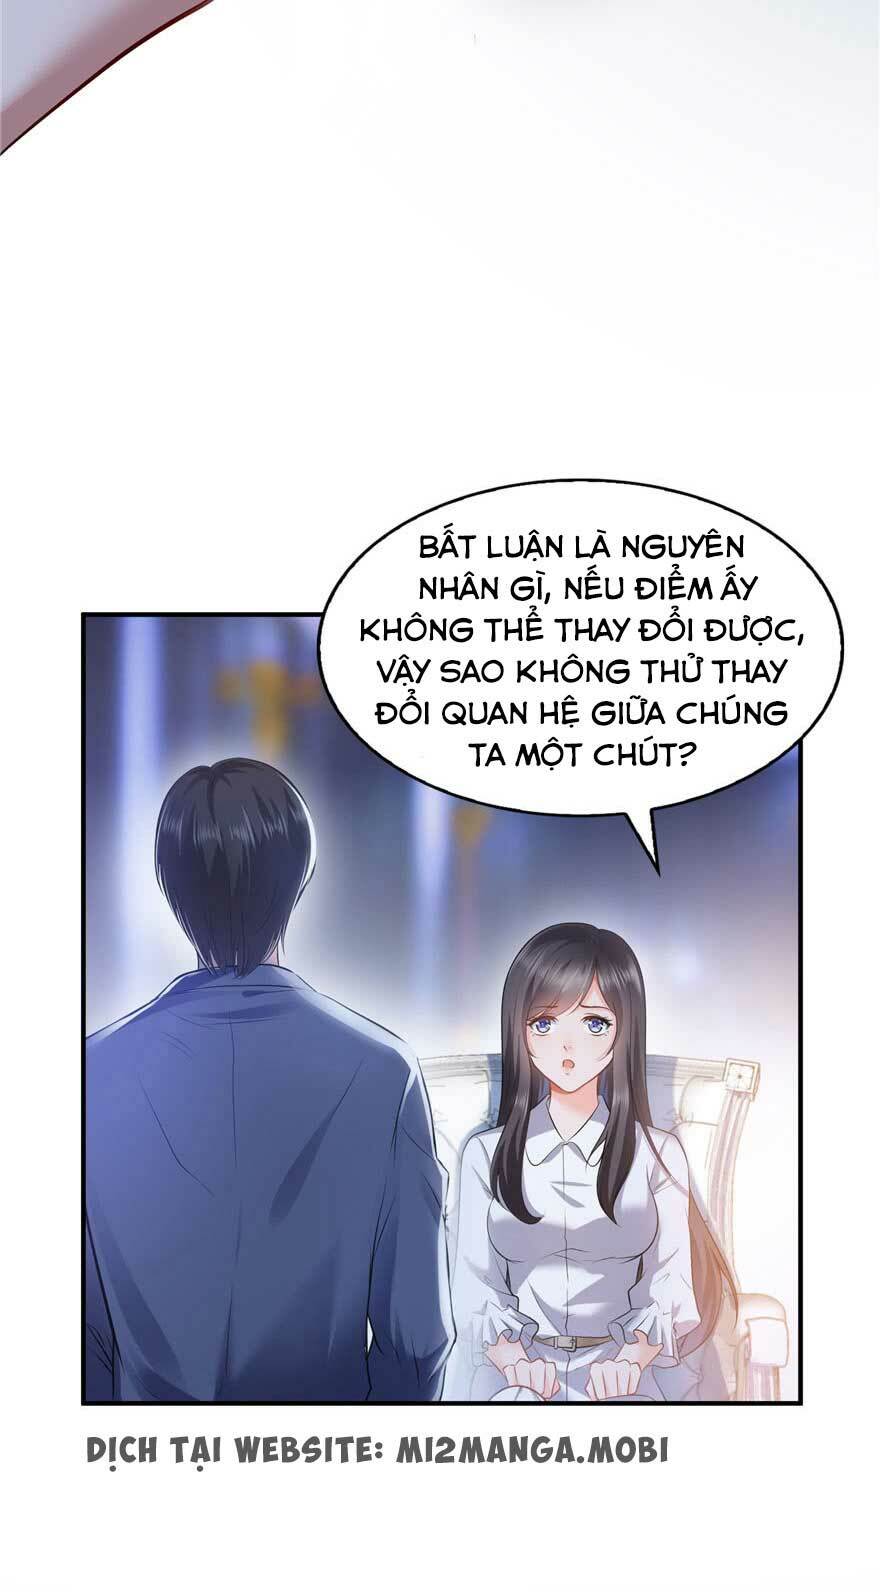 BẤT LUẬN LÀ NGUYÊN
NHÂN GÌ, NẾU ĐIỂM ẤY
KHÔNG THỂ THAY ĐỔI ĐƯỢC,
VẬY SAO KHÔNG THỬ THAY
ĐỔI QUAN HỆ GIỮA CHÚNG
TA MỘT CHÚT?
DỊCH TẠI WEBSITE: MI2MANGA.MOBI